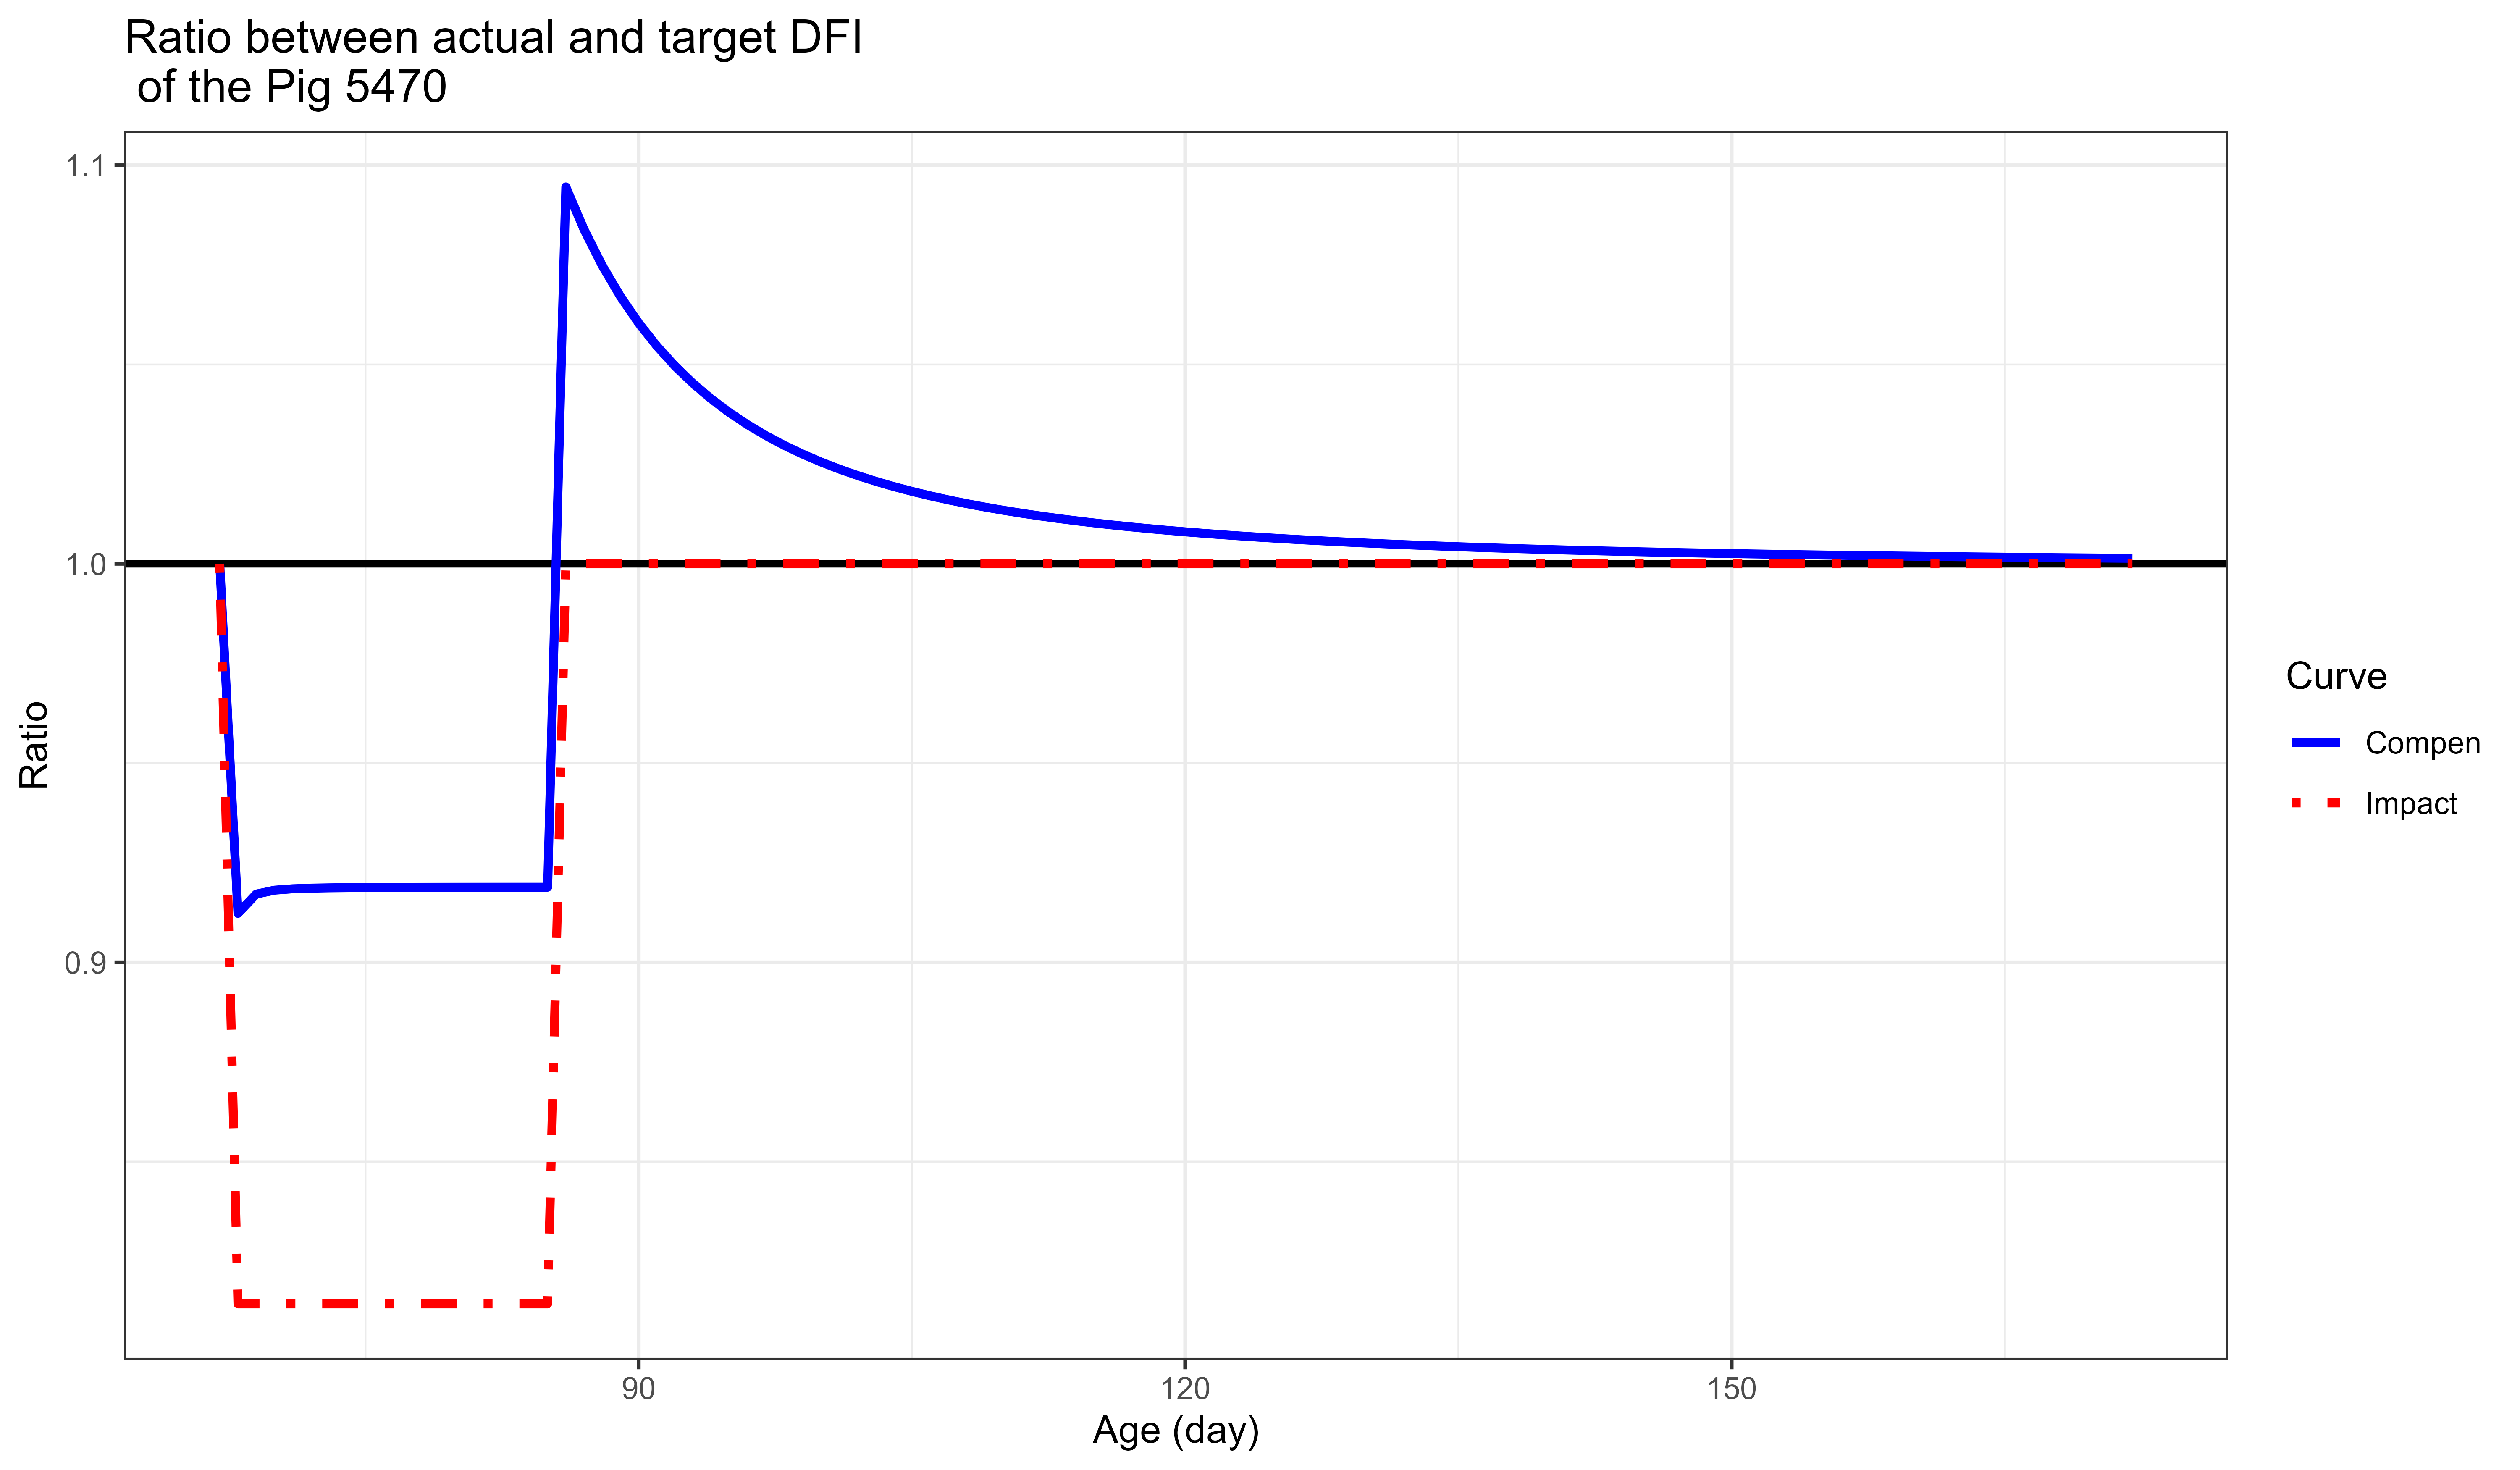 Ratio between actual and target DFI
of the Pig 5470
1.1
1.0
0.9
Ratio
90
120
150
Age (day)
Curve
Compen
Impact